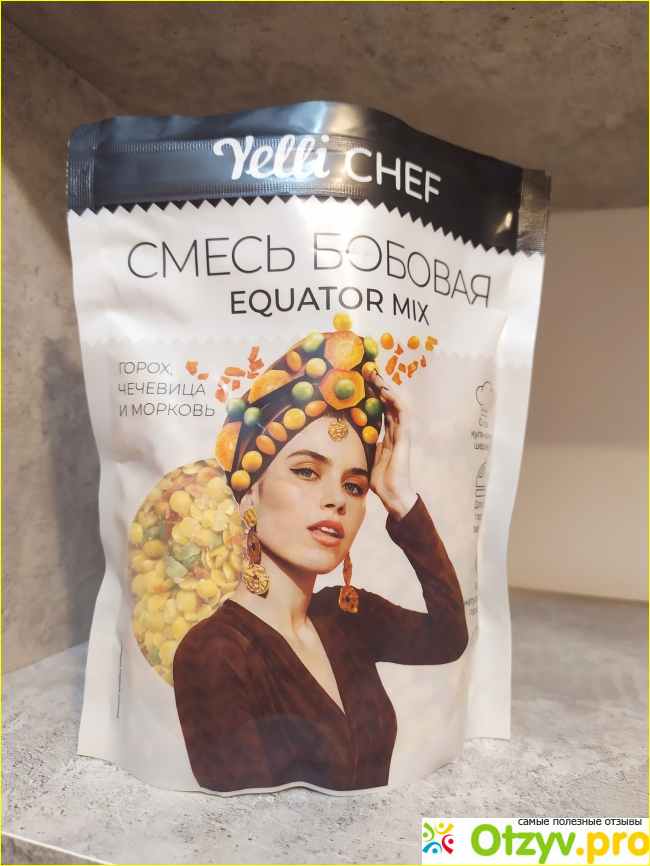 Yelli CHEF
СМЕСЬ БОБОВАЯ
EQUATOR MIX
ГОРОХ,
ЧЕЧЕВИЦА
И МОРКОВЬ
самые полезные отзывы
Otzyv.pro